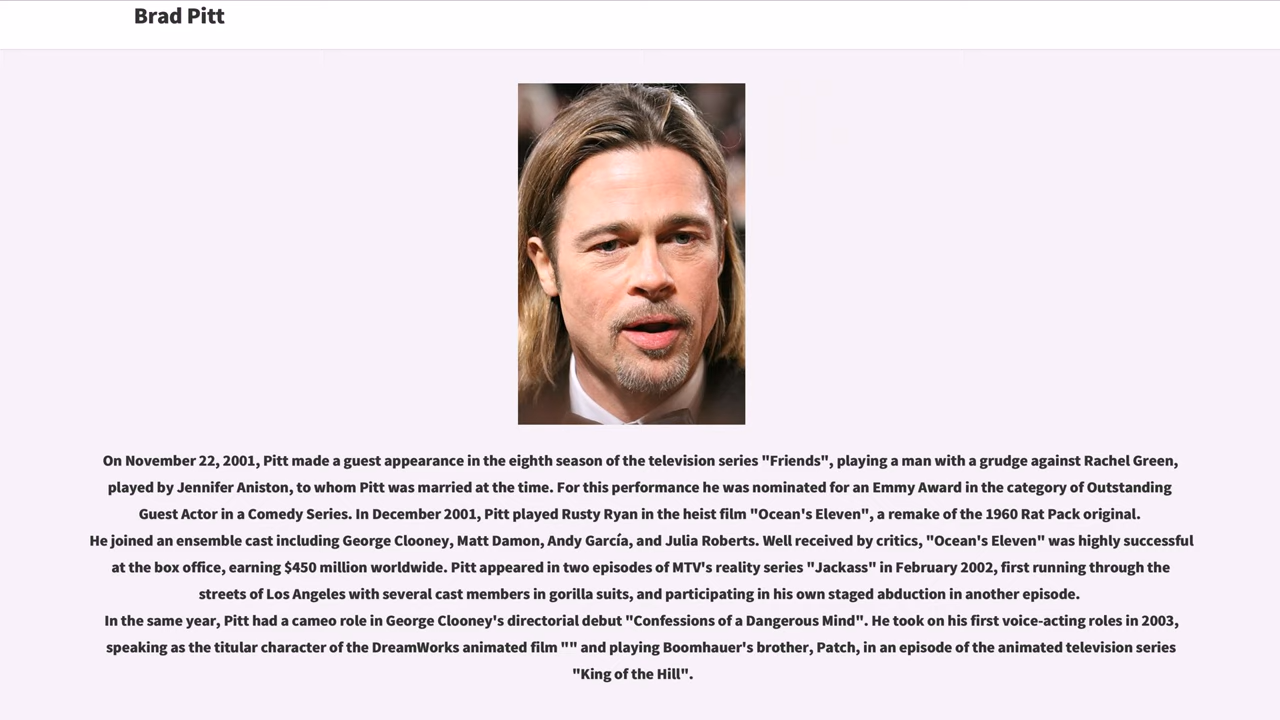 Brad Pitt
On November 22, 2001, Pitt made a guest appearance in the eighth season of the television series "Friends", playing a man with a grudge against Rachel Green,
played by Jennifer Aniston, to whom Pitt was married at the time. For this performance he was nominated for an Emmy Award in the category of Outstanding
Guest Actor in a Comedy Series. In December 2001, Pitt played Rusty Ryan in the heist film "Ocean's Eleven", a remake of the 1960 Rat Pack original.
He joined an ensemble cast including George Clooney, Matt Damon, Andy García, and Julia Roberts. Well received by critics, "Ocean's Eleven" was highly successful
at the box office, earning $450 million worldwide. Pitt appeared in two episodes of MTV's reality series "Jackass" in February 2002, first running through the
streets of Los Angeles with several cast members in gorilla suits, and participating in his own staged abduction in another episode.
In the same year, Pitt had a cameo role in George Clooney's directorial debut "Confessions of a Dangerous Mind". He took on his first voice-acting roles in 2003,
speaking as the titular character of the DreamWorks animated film "" and playing Boomhauer's brother, Patch, in an episode of the animated television series
"King of the Hill".